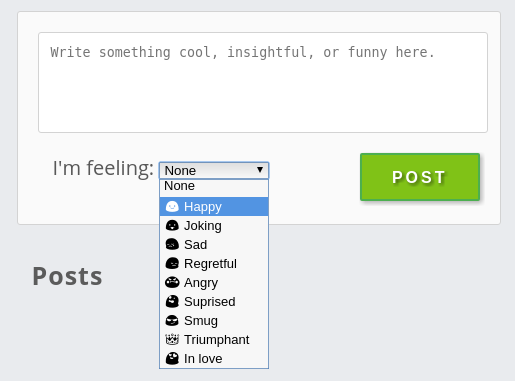 Write something cool, insightful, or funny here.
I'm feeling: None
POST
None
Happy
Joking
Sad
Regretful
Angry
Suprised
Smug
Triumphant
In love
Posts